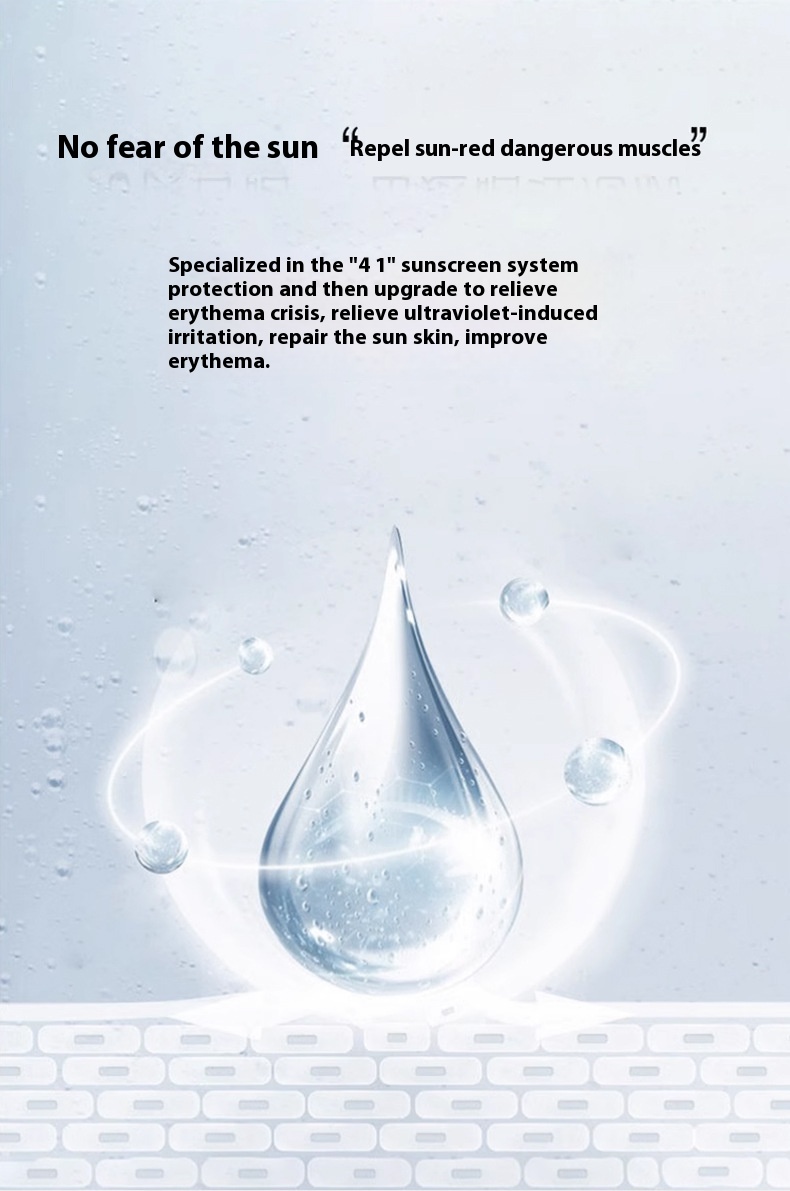 No fear of the sun “Repel sun-red dangerous muscles”
Specialized in the "4 1" sunscreen system
protection and then upgrade to relieve
erythema crisis, relieve ultraviolet-induced
irritation, repair the sun skin, improve
erythema.